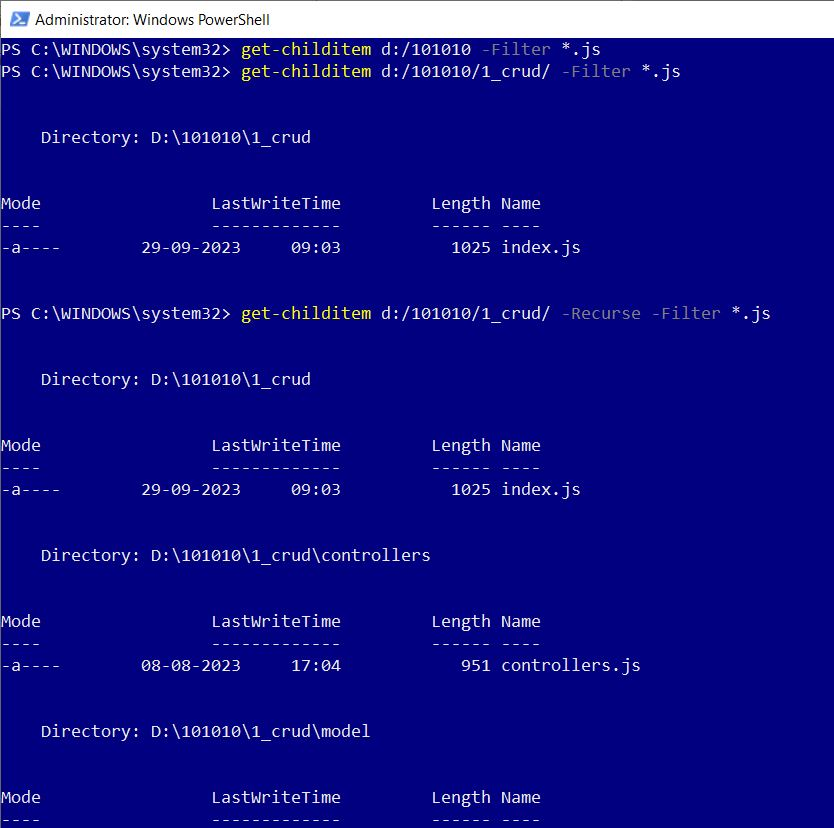 Administrator: Windows PowerShell
PS C:\WINDOWS\system32> get-childitem d:/101010 -Filter *.js
PS C:\WINDOWS\system32> get-childitem d:/101010/1_crud/ -Filter *.js
Directory: D:\101010\1_crud
Mode LastWriteTime Length Name
---- ------------- ------ ----
-a---- 29-09-2023 09:03 1025 index.js
PS C:\WINDOWS\system32> get-childitem d:/101010/1_crud/ -Recurse -Filter *.js
Directory: D:\101010\1_crud
Mode LastWriteTime Length Name
---- ------------- ------ ----
-a---- 29-09-2023 09:03 1025 index.js
Directory: D:\101010\1_crud\controllers
Mode LastWriteTime Length Name
---- ------------- ------ ----
-a---- 08-08-2023 17:04 951 controllers.js
Directory: D:\101010\1_crud\model
Mode LastWriteTime Length Name
---- ------------- ------ ----